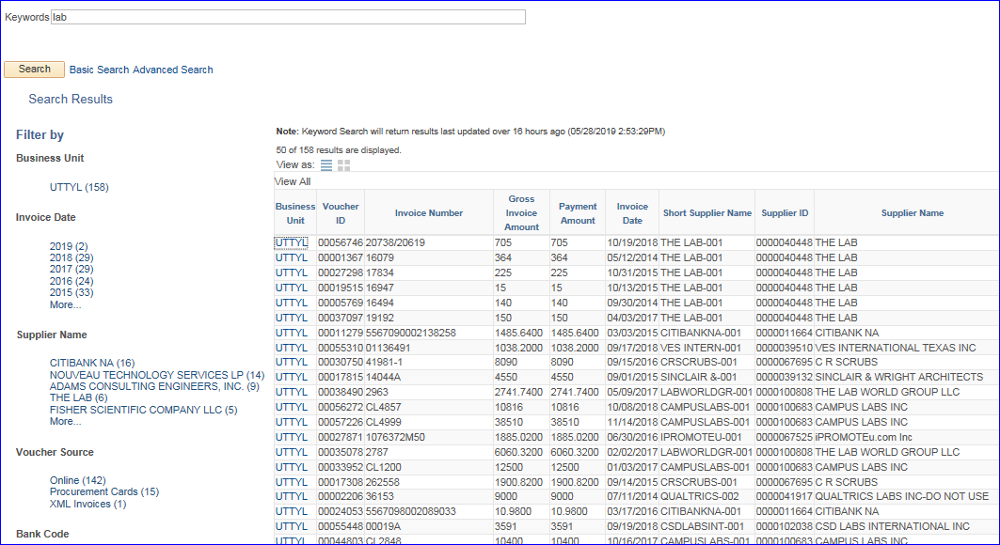 Keywords lab
Search Basic Search Advanced Search
Search Results
Filter by
Business Unit
UTTYL (158)
Invoice Date
2019 (2)
2018 (29)
2017 (29)
2016 (24)
2015 (33)
More...
Supplier Name
CITIBANK NA (16)
NOUVEAU TECHNOLOGY SERVICES LP (14)
ADAMS CONSULTING ENGINEERS, INC. (9)
THE LAB (6)
FISHER SCIENTIFIC COMPANY LLC (5)
More...
Voucher Source
Online (142)
Procurement Cards (15)
XML Invoices (1)
Bank Code
Note: Keyword Search will return results last updated over 16 hours ago (05/28/2019 2:53:29PM)
50 of 158 results are displayed.
View as:
View All
Business Unit Voucher ID Invoice Number Gross Invoice Amount Payment Amount Invoice Date Short Supplier Name Supplier ID Supplier Name
UTTYL 00056746 20738/20619 705 705 10/19/2018 THE LAB-001 0000040448 THE LAB
UTTYL 00001367 16079 364 364 05/12/2014 THE LAB-001 0000040448 THE LAB
UTTYL 00027298 17834 225 225 10/31/2015 THE LAB-001 0000040448 THE LAB
UTTYL 00019515 16947 15 15 10/13/2015 THE LAB-001 0000040448 THE LAB
UTTYL 00005769 16494 140 140 09/30/2014 THE LAB-001 0000040448 THE LAB
UTTYL 00037097 19192 150 150 04/03/2017 THE LAB-001 0000040448 THE LAB
UTTYL 00011279 5567090002138258 1485.6400 1485.6400 03/03/2015 CITIBANKNA-001 0000011664 CITIBANK NA
UTTYL 00055310 01136491 1038.2000 1038.2000 09/17/2018 VES INTERN-001 0000039510 VES INTERNATIONAL TEXAS INC
UTTYL 00030750 41981-1 8090 8090 09/15/2016 CRSCRUBS-001 0000067695 C R SCRUBS
UTTYL 00017815 14044A 4550 4550 09/01/2015 SINCLAIR &-001 0000039132 SINCLAIR & WRIGHT ARCHITECTS
UTTYL 00038490 2963 2741.7400 2741.7400 05/09/2017 LABWORLDGR-001 0000100808 THE LAB WORLD GROUP LLC
UTTYL 00056272 CL4857 10816 10816 10/08/2018 CAMPUSLABS-001 0000100683 CAMPUS LABS INC
UTTYL 00057226 CL4999 38510 38510 11/14/2018 CAMPUSLABS-001 0000100683 CAMPUS LABS INC
UTTYL 00027871 1076372M50 1885.0200 1885.0200 06/30/2016 IPROMOTEU-001 0000067525 iPROMOTEu.com Inc
UTTYL 00035078 2787 6060.3200 6060.3200 02/02/2017 LABWORLDGR-001 0000100808 THE LAB WORLD GROUP LLC
UTTYL 00033952 CL1200 12500 12500 01/03/2017 CAMPUSLABS-001 0000100683 CAMPUS LABS INC
UTTYL 00017308 262558 1900.8200 1900.8200 09/14/2015 CRSCRUBS-001 0000067695 C R SCRUBS
UTTYL 00002206 36153 9000 9000 07/11/2014 QUALTRICS-002 0000041917 QUALTRICS LABS INC-DO NOT USE
UTTYL 00024053 5567098002089033 10.9800 10.9800 03/17/2016 CITIBANKNA-001 0000011664 CITIBANK NA
UTTYL 00055448 00019A 3591 3591 09/19/2018 CSDLABSINT-001 0000102038 CSD LABS INTERNATIONAL INC
UTTYL 00044803 CL2848 10400 10400 10/16/2017 CAMPUSLABS-001 0000100683 CAMPUS LABS INC